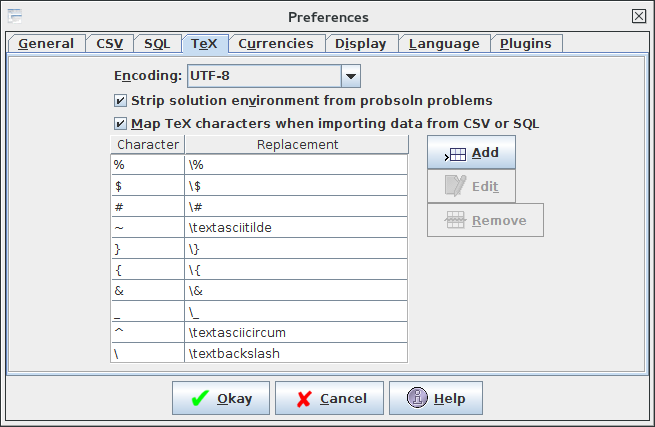 Preferences
General CSV SQL TeX Currencies Display Language Plugins
Encoding: UTF-8
Strip solution environment from probsoln problems
Map TeX characters when importing data from CSV or SQL
Character Replacement
% \%
$ \$
# \#
~ \textasciitilde
} \}
{ \{
& \&
_ \_
^ \textasciicircum
\ \textbackslash
Add
Edit
Remove
Okay Cancel Help